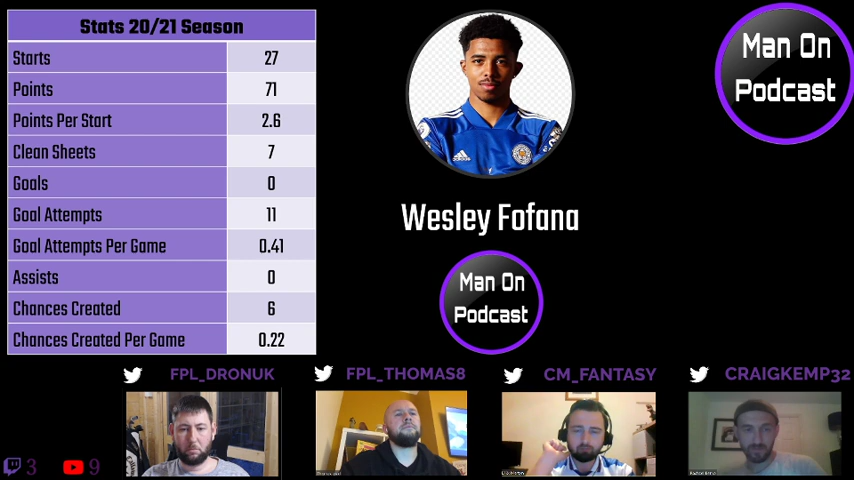 Stats 20/21 Season
Starts 27
Points 71
Points Per Start 2.6
Clean Sheets 7
Goals 0
Goal Attempts 11
Goal Attempts Per Game 0.41
Assists 0
Chances Created 6
Chances Created Per Game 0.22
Wesley Fofana
Man On
Podcast
Man On
Podcast
FPL_DRONUK
FPL_THOMAS8
CM_FANTASY
CRAIGKEMP32
3
9